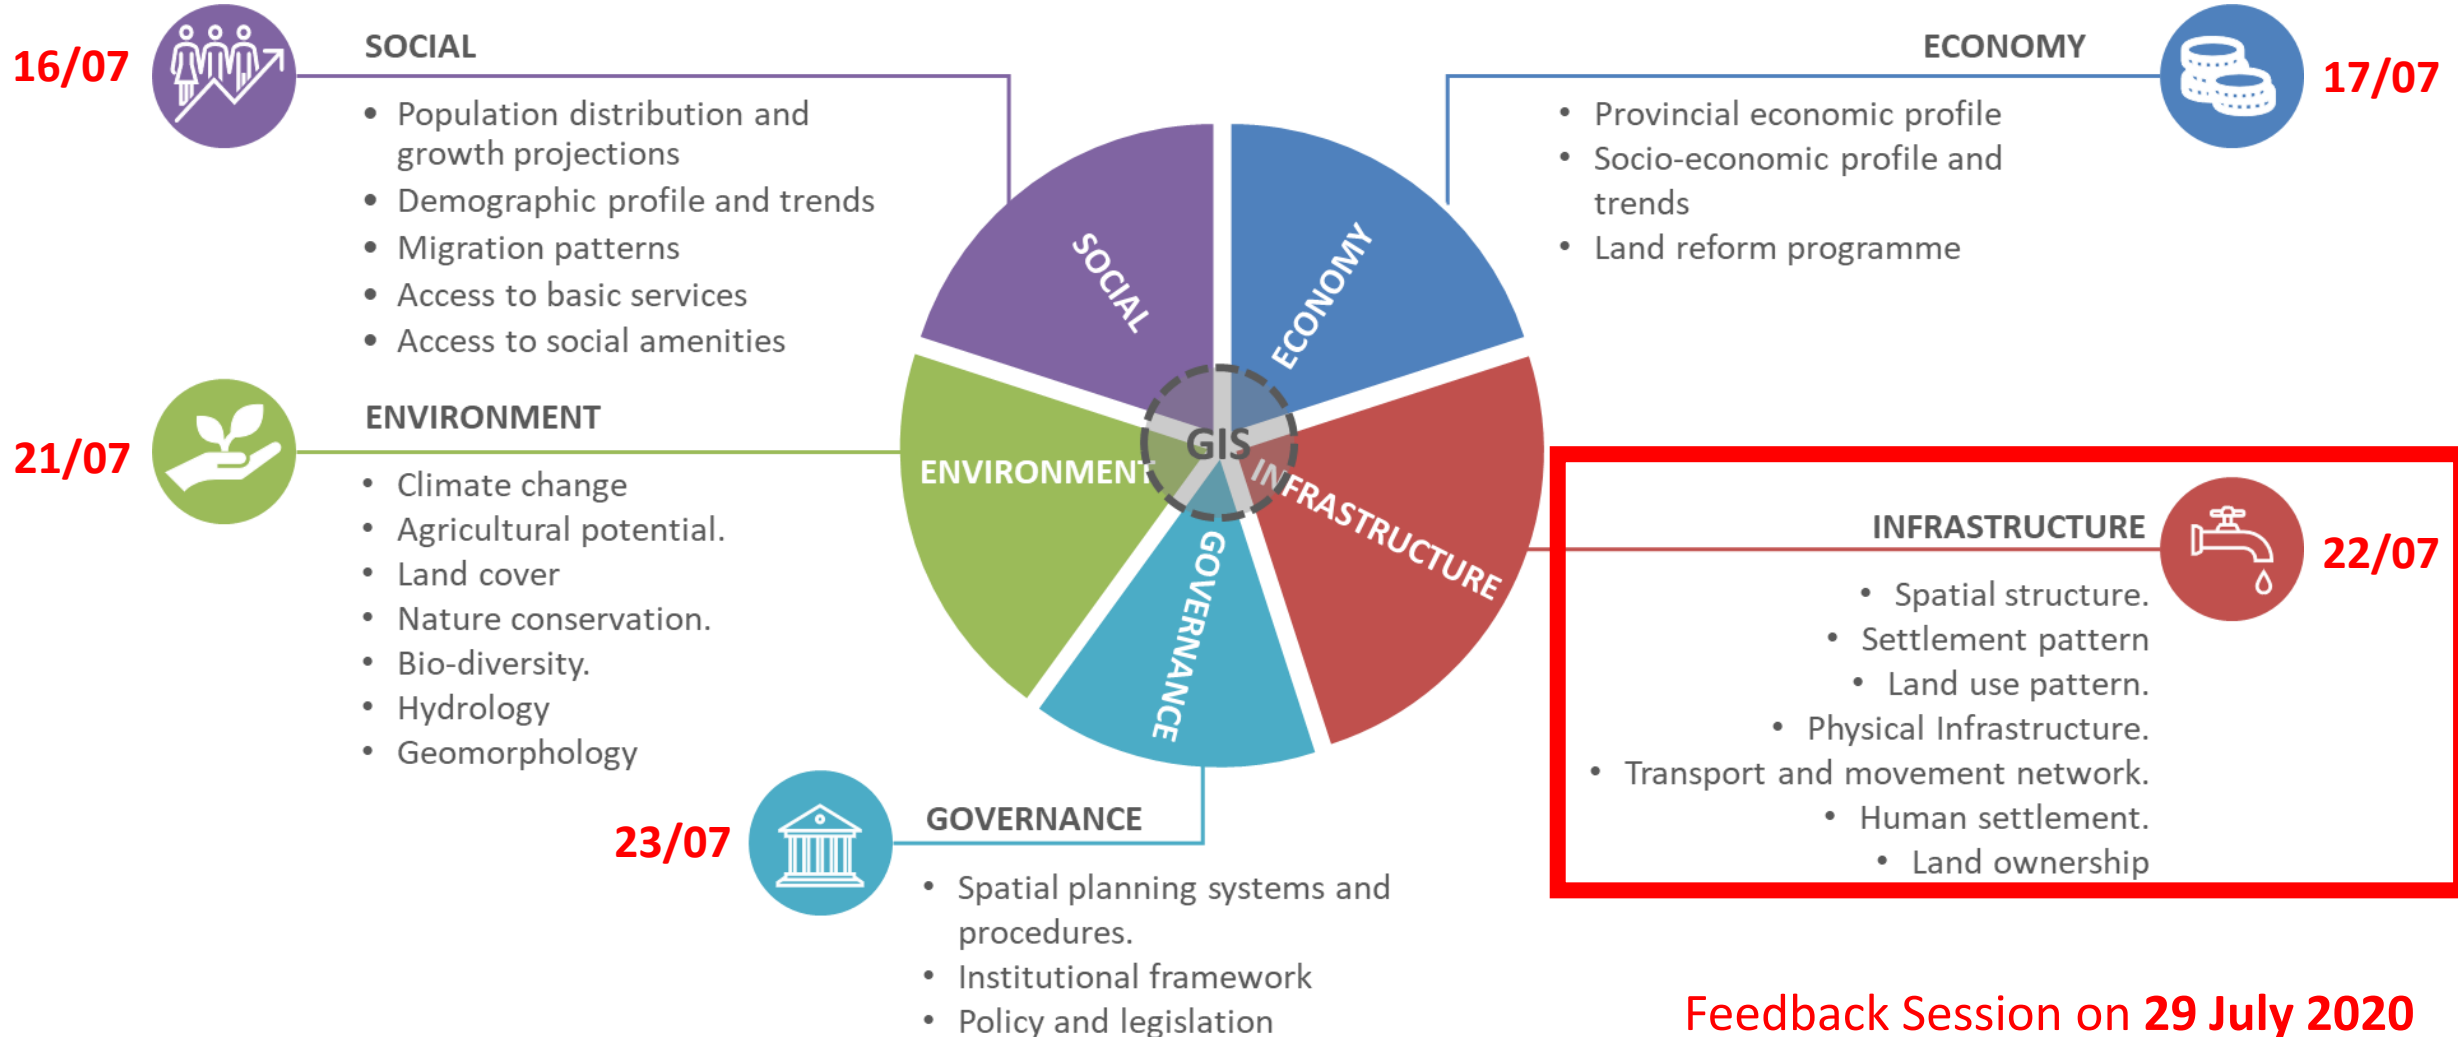 16/07
SOCIAL
• Population distribution and
growth projections
• Demographic profile and trends
• Migration patterns
• Access to basic services
• Access to social amenities
ECONOMY
17/07
• Provincial economic profile
• Socio-economic profile and
trends
• Land reform programme
21/07
ENVIRONMENT
• Climate change
• Agricultural potential.
• Land cover
• Nature conservation.
• Bio-diversity.
• Hydrology
• Geomorphology
SOCIAL
ECONOMY
GIS
ENVIRONMENT
INFRASTRUCTURE
GOVERNANCE
INFRASTRUCTURE
22/07
• Spatial structure.
• Settlement pattern
• Land use pattern.
• Physical Infrastructure.
• Transport and movement network.
• Human settlement.
• Land ownership
23/07
GOVERNANCE
• Spatial planning systems and
procedures.
• Institutional framework
• Policy and legislation
Feedback Session on 29 July 2020